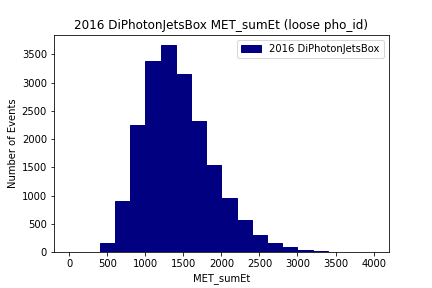 2016 DiPhotonJetsBox MET_sumEt (loose pho_id)
2016 DiPhotonJetsBox
Number of Events
3500
3000
2500
2000
1500
1000
500
0
0 500 1000 1500 2000 2500 3000 3500 4000
MET_sumEt